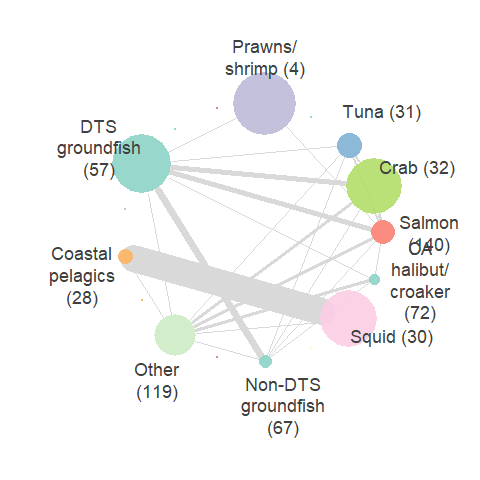 Prawns/
shrimp (4)
Tuna (31)
DTS
groundfish
(57)
Crab (32)
Salmon
(140)
CA
halibut/
croaker
(72)
Coastal
pelagics
(28)
Squid (30)
Other
(119)
Non-DTS
groundfish
(67)